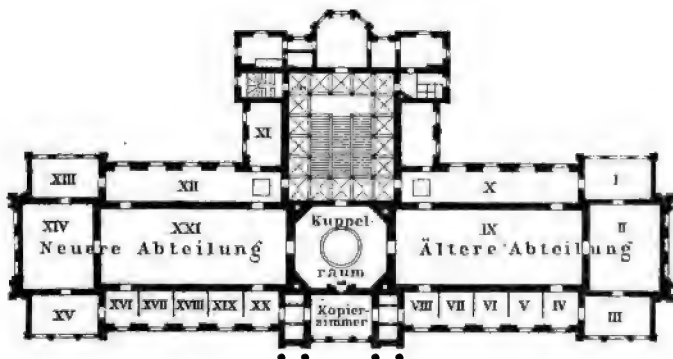 XI
XIII
XII
X
I
XIV
XXI
Kuppel-
raum
IX
II
Neuere Abteilung
Ältere Abteilung
XV
XVI XVII XVIII XIX XX
Kopier-
zimmer
VIII VII VI V IV
III